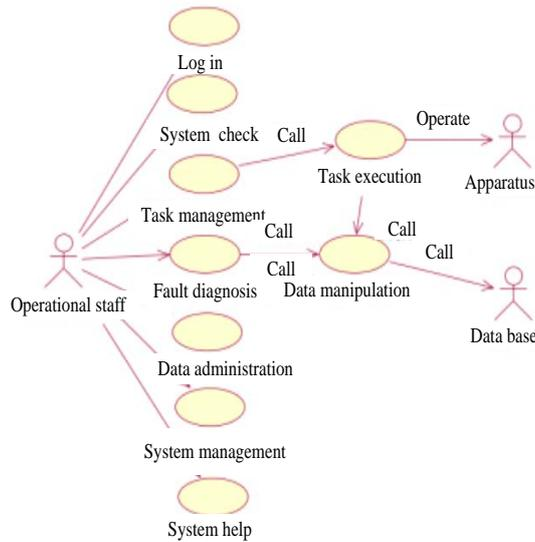 Log in
System check
Call
Operate
Task execution
Apparatus
Task management
Call
Call
Call
Call
Fault diagnosis
Data manipulation
Operational staff
Data base
Data administration
System management
System help